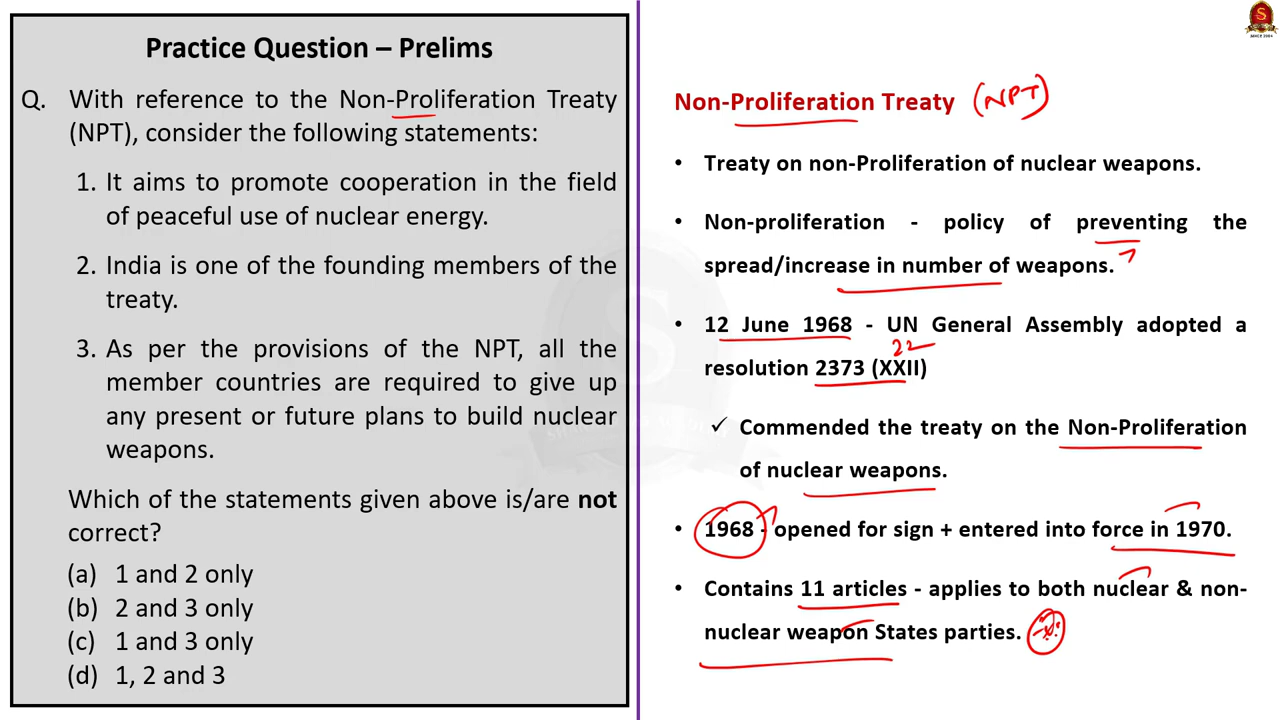 Practice Question – Prelims
Q. With reference to the Non-Proliferation Treaty
(NPT), consider the following statements:
1. It aims to promote cooperation in the field
of peaceful use of nuclear energy.
2. India is one of the founding members of the
treaty.
3. As per the provisions of the NPT, all the
member countries are required to give up
any present or future plans to build nuclear
weapons.
Which of the statements given above is/are not
correct?
(a) 1 and 2 only
(b) 2 and 3 only
(c) 1 and 3 only
(d) 1, 2 and 3
S
SINCE 2004
Non-Proliferation Treaty (NPT)
• Treaty on non-Proliferation of nuclear weapons.
• Non-proliferation - policy of preventing the
spread/increase in number of weapons.
• 12 June 1968 - UN General Assembly adopted a
22
resolution 2373 (XXII)
✓ Commended the treaty on the Non-Proliferation
of nuclear weapons.
• 1968 - opened for sign + entered into force in 1970.
• Contains 11 articles - applies to both nuclear & non-
nuclear weapon States parties.